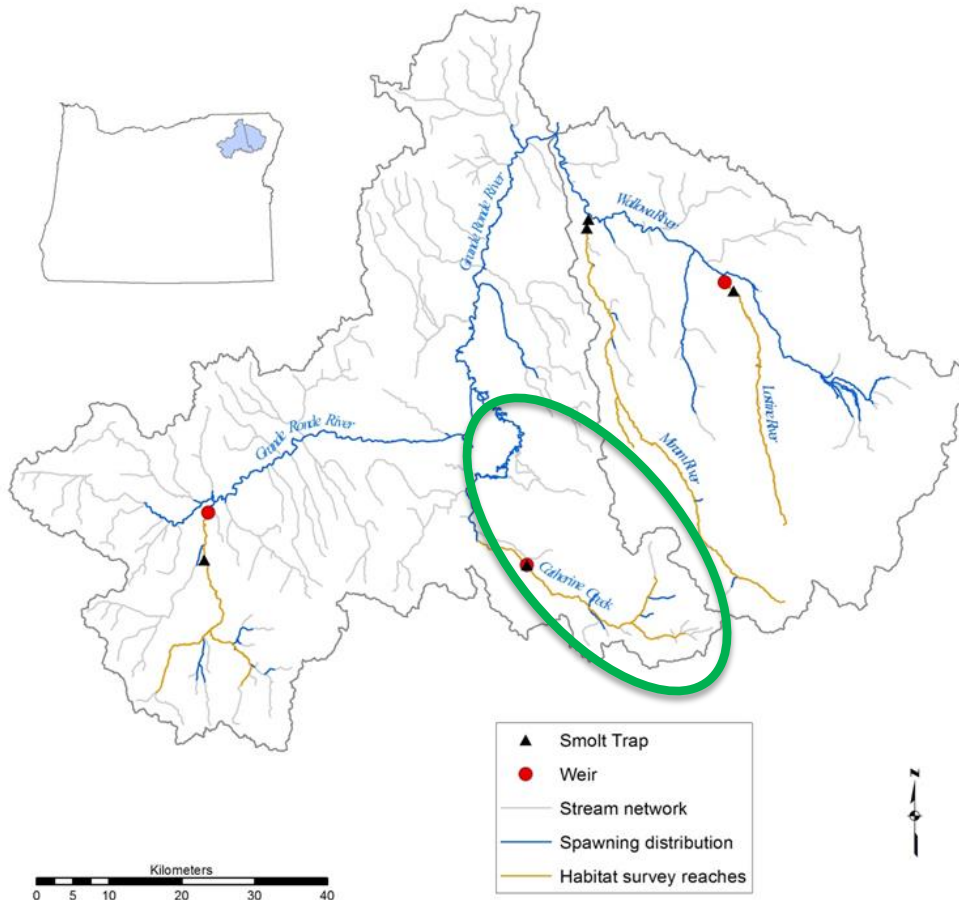 Wallowa River
Grande Ronde River
Lostine River
Minam River
Grande Ronde River
Catherine Creek
Smolt Trap
Weir
Stream network
Spawning distribution
Habitat survey reaches
N
Kilometers
0 5 10 20 30 40